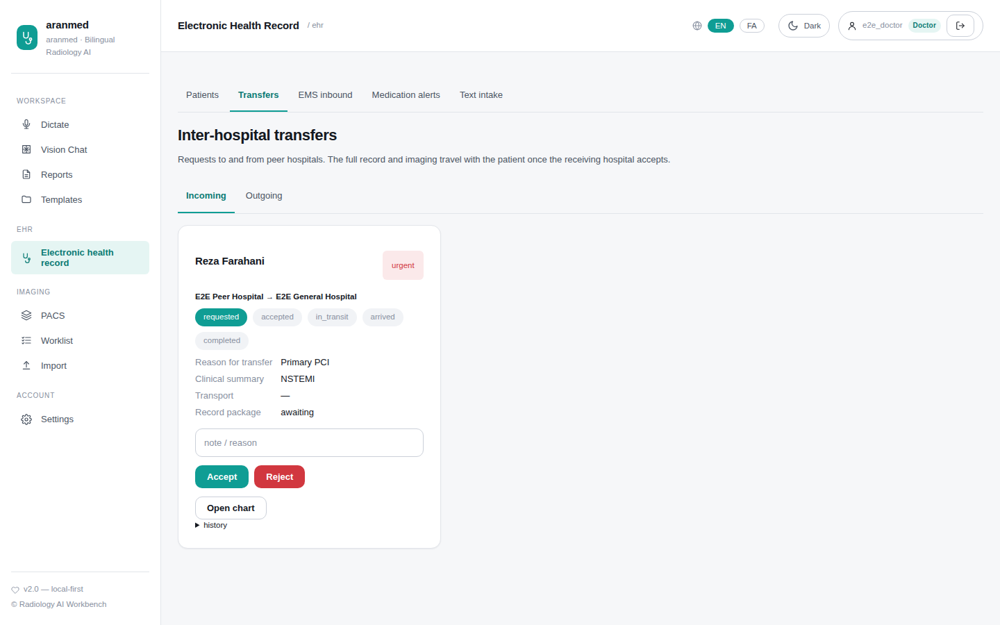 aranmed
aranmed · Bilingual
Radiology AI
Electronic Health Record / ehr
EN FA Dark e2e_doctor Doctor
WORKSPACE
Dictate
Vision Chat
Reports
Templates
EHR
Electronic health
record
IMAGING
PACS
Worklist
Import
ACCOUNT
Settings
v2.0 — local-first
© Radiology AI Workbench
Patients Transfers EMS inbound Medication alerts Text intake
Inter-hospital transfers
Requests to and from peer hospitals. The full record and imaging travel with the patient once the receiving hospital accepts.
Incoming Outgoing
Reza Farahani urgent
E2E Peer Hospital → E2E General Hospital
requested accepted in_transit arrived
completed
Reason for transfer Primary PCI
Clinical summary NSTEMI
Transport —
Record package awaiting
note / reason
Accept Reject
Open chart
history